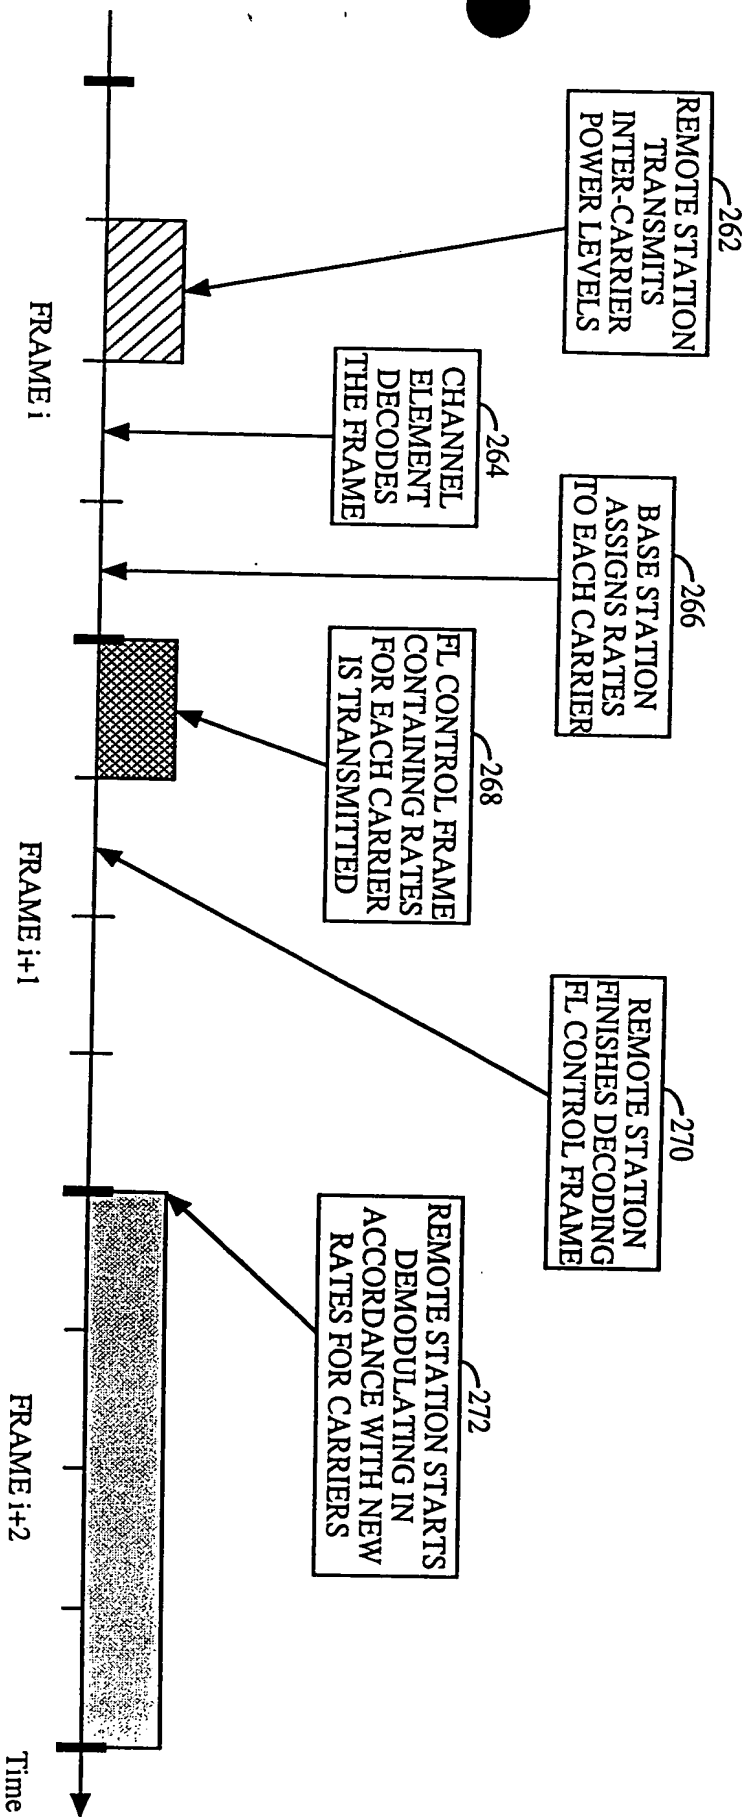 262
REMOTE STATION
TRANSMITS
INTER-CARRIER
POWER LEVELS
264
CHANNEL
ELEMENT
DECODES
THE FRAME
266
BASE STATION
ASSIGNS RATES
TO EACH CARRIER
268
FL CONTROL FRAME
CONTAINING RATES
FOR EACH CARRIER
IS TRANSMITTED
270
REMOTE STATION
FINISHES DECODING
FL CONTROL FRAME
272
REMOTE STATION STARTS
DEMODULATING IN
ACCORDANCE WITH NEW
RATES FOR CARRIERS
FRAME i
FRAME i+1
FRAME i+2
Time